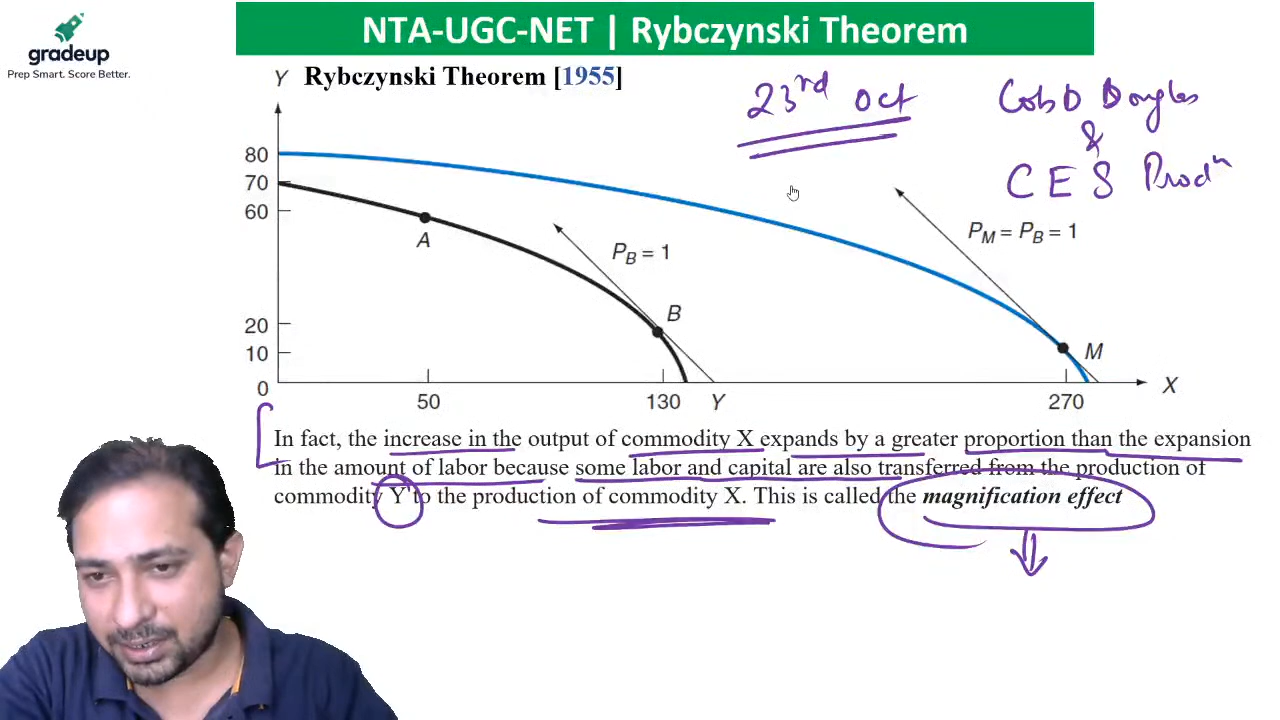 NTA-UGC-NET | Rybczynski Theorem
gradeup
Prep Smart. Score Better.
Y Rybczynski Theorem [1955]
23rd Oct
CobD Douglas
&
C E S Prodn
80
70
60
20
10
0
A
PB = 1
B
PM = PB = 1
M
50 130 Y 270 X
In fact, the increase in the output of commodity X expands by a greater proportion than the expansion
in the amount of labor because some labor and capital are also transferred from the production of
commodity Y to the production of commodity X. This is called the magnification effect